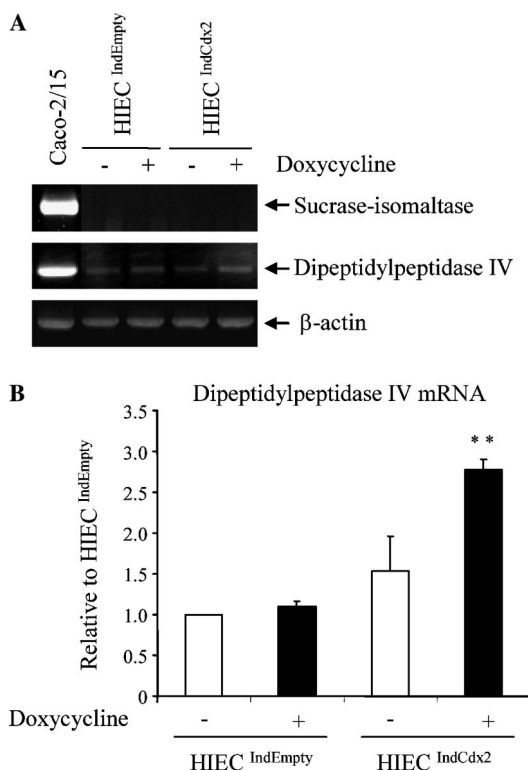 A
Caco-2/15
HIEC IndEmpty
HIEC IndCdx2
- + - + Doxycycline
Sucrase-isomaltase
Dipeptidylpeptidase IV
β-actin
B Dipeptidylpeptidase IV mRNA
Relative to HIEC IndEmpty
3.5
3.0
2.5
2.0
1.5
1.0
0.5
0
**
Doxycycline - + - +
HIEC IndEmpty HIEC IndCdx2